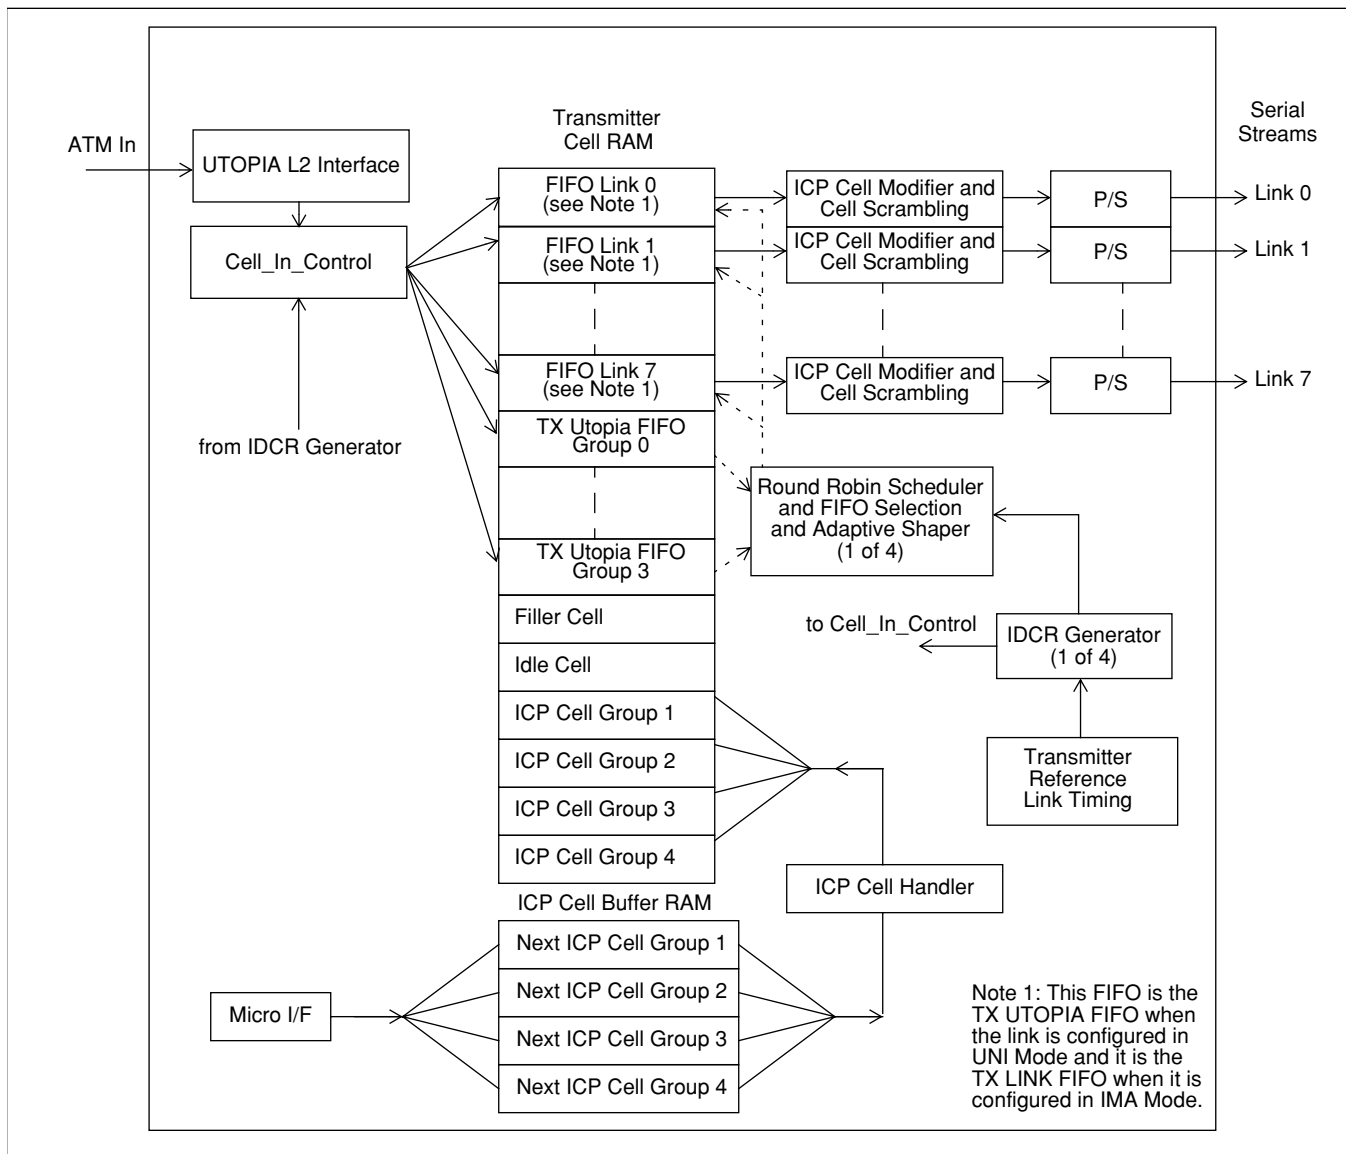 Transmitter
Cell RAM
Serial
Streams
ATM In
UTOPIA L2 Interface
Cell_In_Control
from IDCR Generator
FIFO Link 0
(see Note 1)
ICP Cell Modifier and
Cell Scrambling
P/S
Link 0
FIFO Link 1
(see Note 1)
ICP Cell Modifier and
Cell Scrambling
P/S
Link 1
FIFO Link 7
(see Note 1)
ICP Cell Modifier and
Cell Scrambling
P/S
Link 7
TX Utopia FIFO
Group 0
TX Utopia FIFO
Group 3
Round Robin Scheduler
and FIFO Selection
and Adaptive Shaper
(1 of 4)
Filler Cell
Idle Cell
to Cell_In_Control
IDCR Generator
(1 of 4)
Transmitter
Reference
Link Timing
ICP Cell Group 1
ICP Cell Group 2
ICP Cell Group 3
ICP Cell Group 4
ICP Cell Handler
ICP Cell Buffer RAM
Next ICP Cell Group 1
Next ICP Cell Group 2
Next ICP Cell Group 3
Next ICP Cell Group 4
Micro I/F
Note 1: This FIFO is the
TX UTOPIA FIFO when
the link is configured in
UNI Mode and it is the
TX LINK FIFO when it is
configured in IMA Mode.